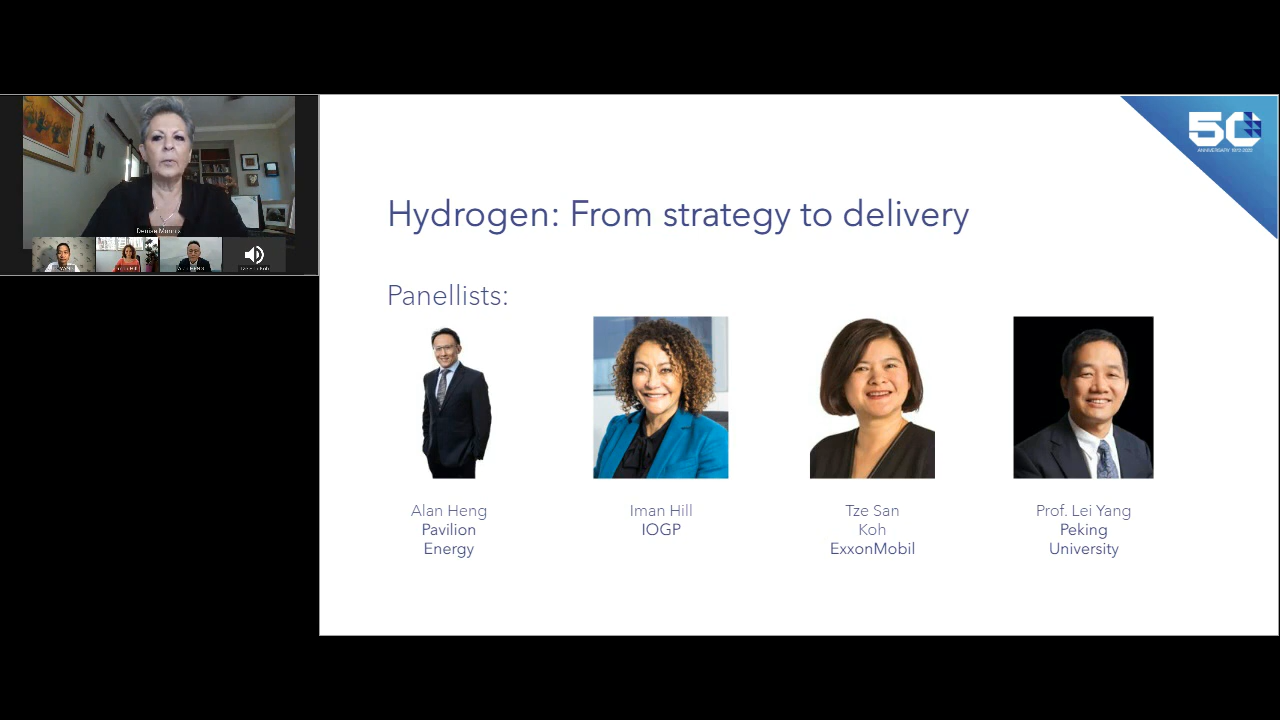 50
Hydrogen: From strategy to delivery
Panellists:
Alan Heng
Pavilion
Energy
Iman Hill
IOGP
Tze San
Koh
ExxonMobil
Prof. Lei Yang
Peking
University